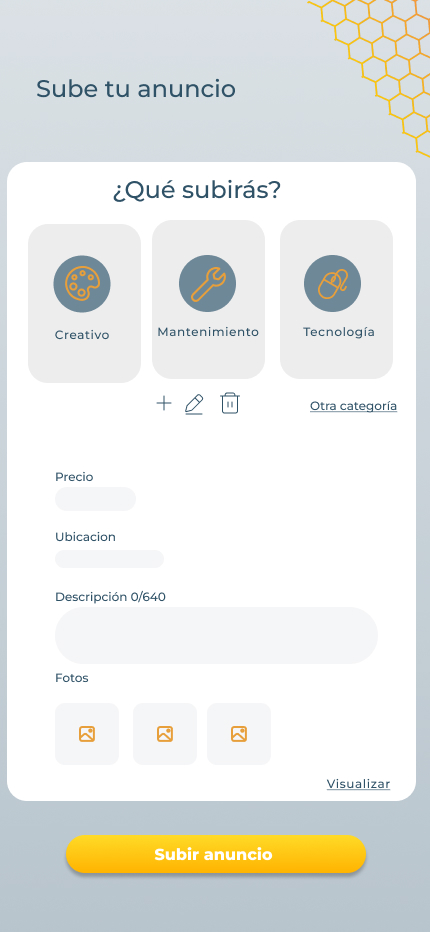 Sube tu anuncio
¿Qué subirás?
Creativo
Mantenimiento
Tecnología
Otra categoría
Precio
Ubicacion
Descripción 0/640
Fotos
Visualizar
Subir anuncio